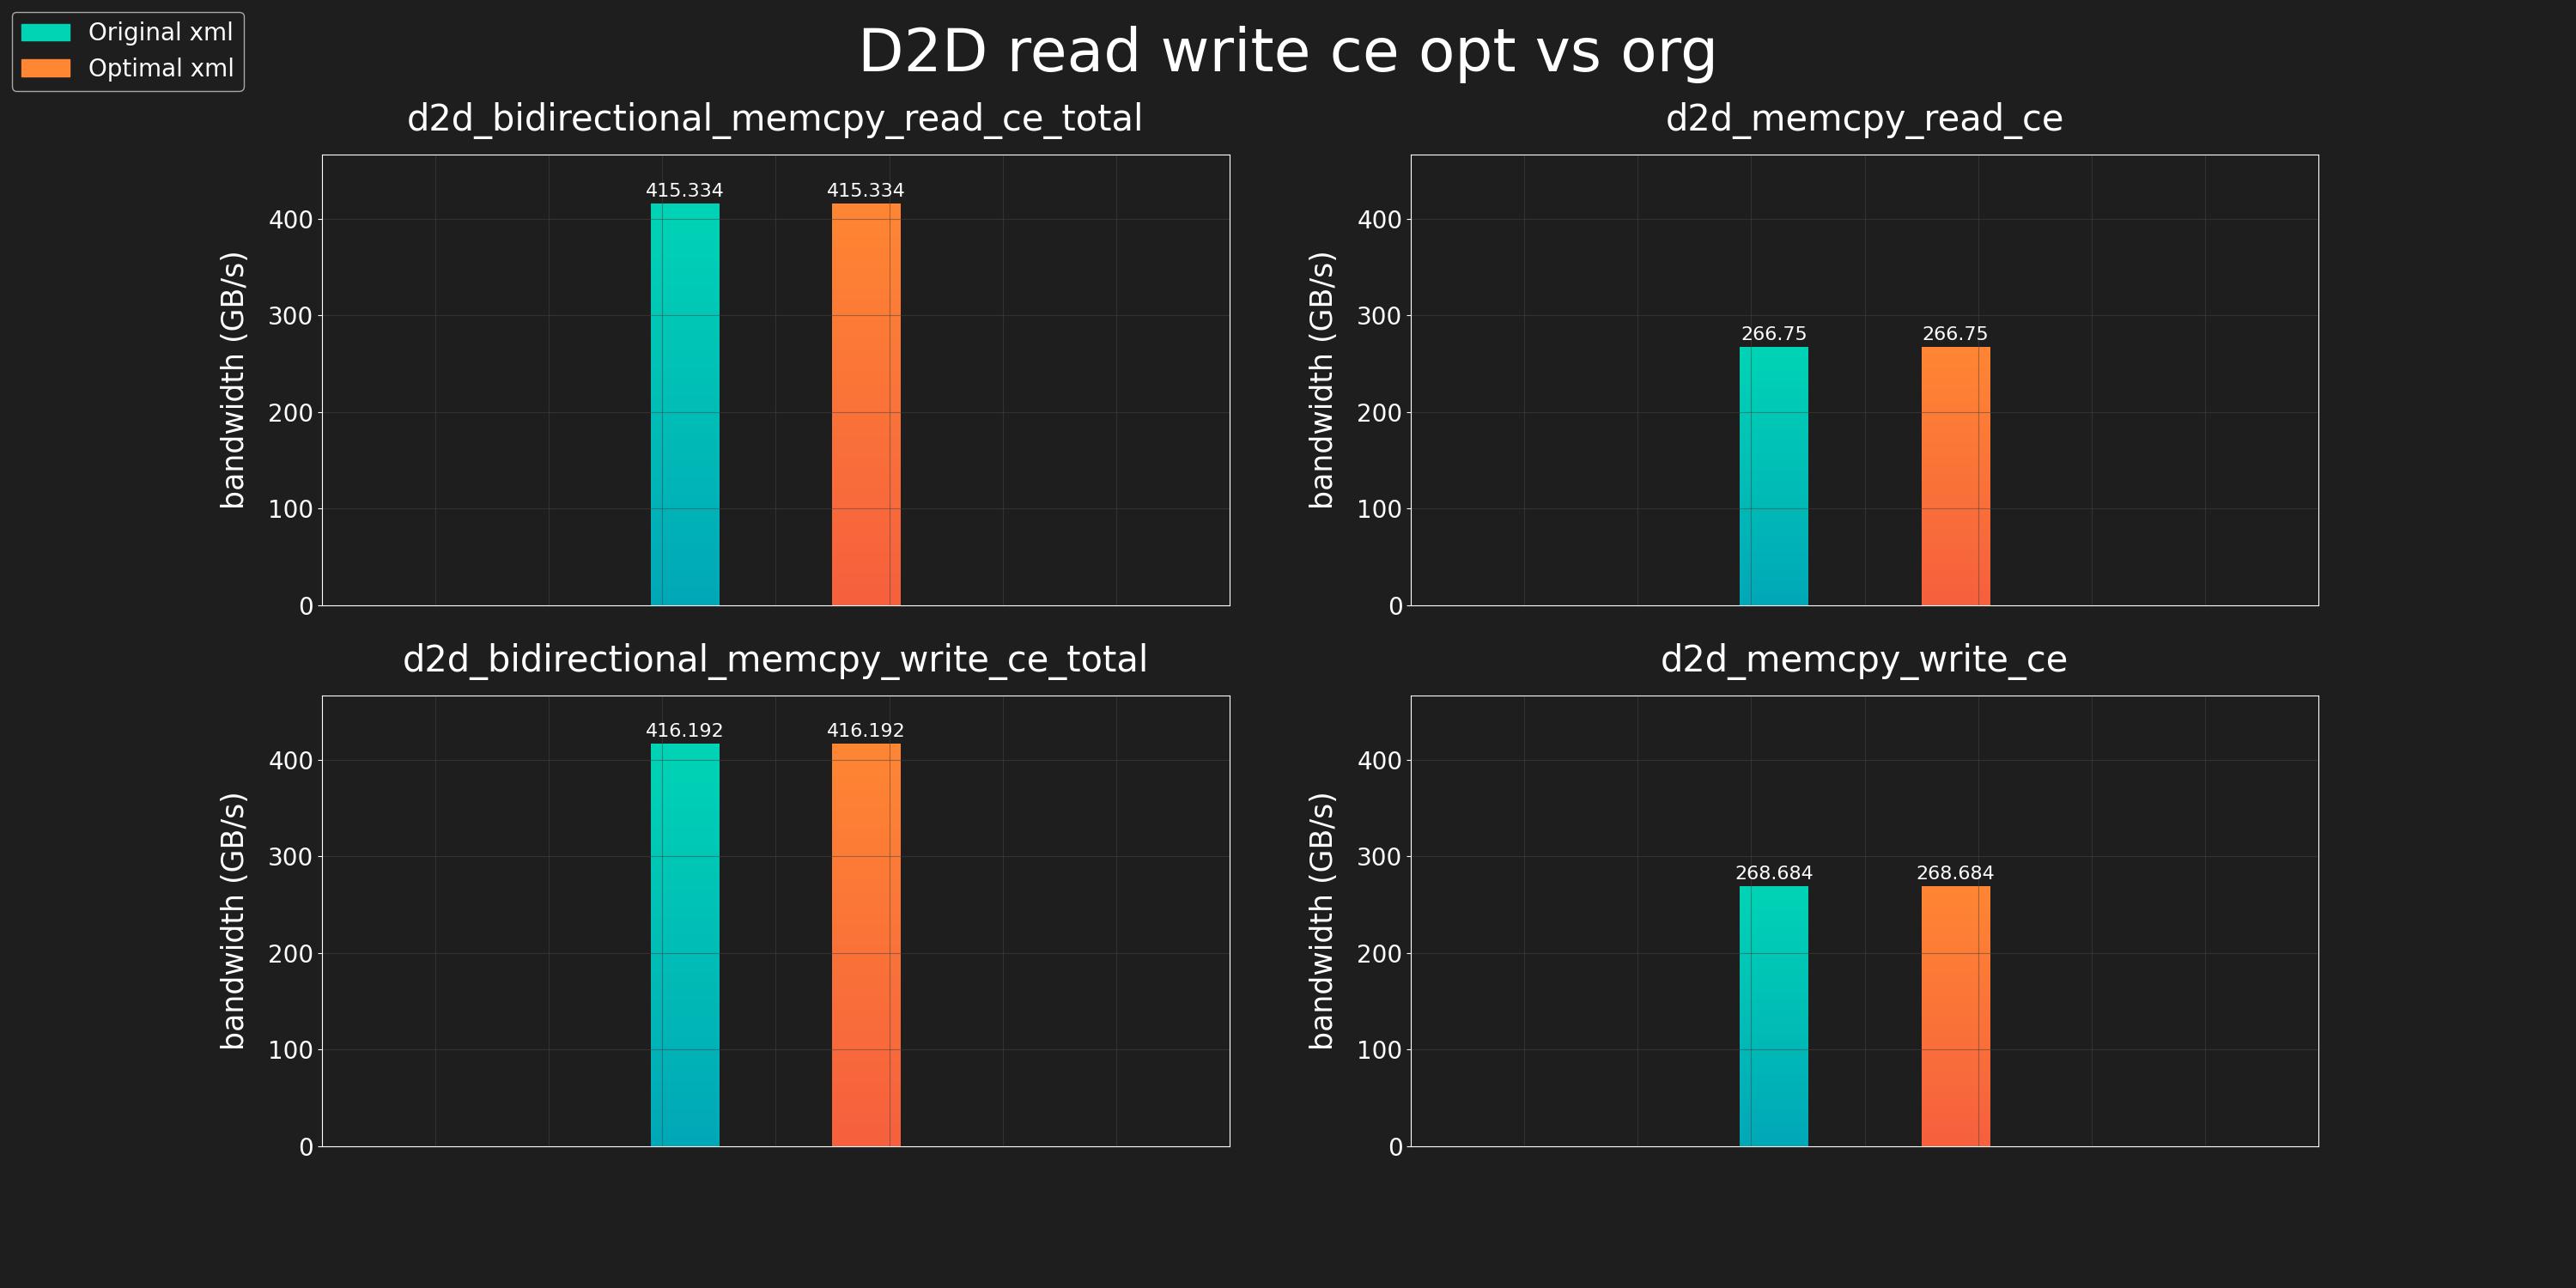 Original xml
Optimal xml
D2D read write ce opt vs org
d2d_bidirectional_memcpy_read_ce_total
bandwidth (GB/s)
400
300
200
100
0
415.334
415.334
d2d_memcpy_read_ce
bandwidth (GB/s)
400
300
200
100
0
266.75
266.75
d2d_bidirectional_memcpy_write_ce_total
bandwidth (GB/s)
400
300
200
100
0
416.192
416.192
d2d_memcpy_write_ce
bandwidth (GB/s)
400
300
200
100
0
268.684
268.684